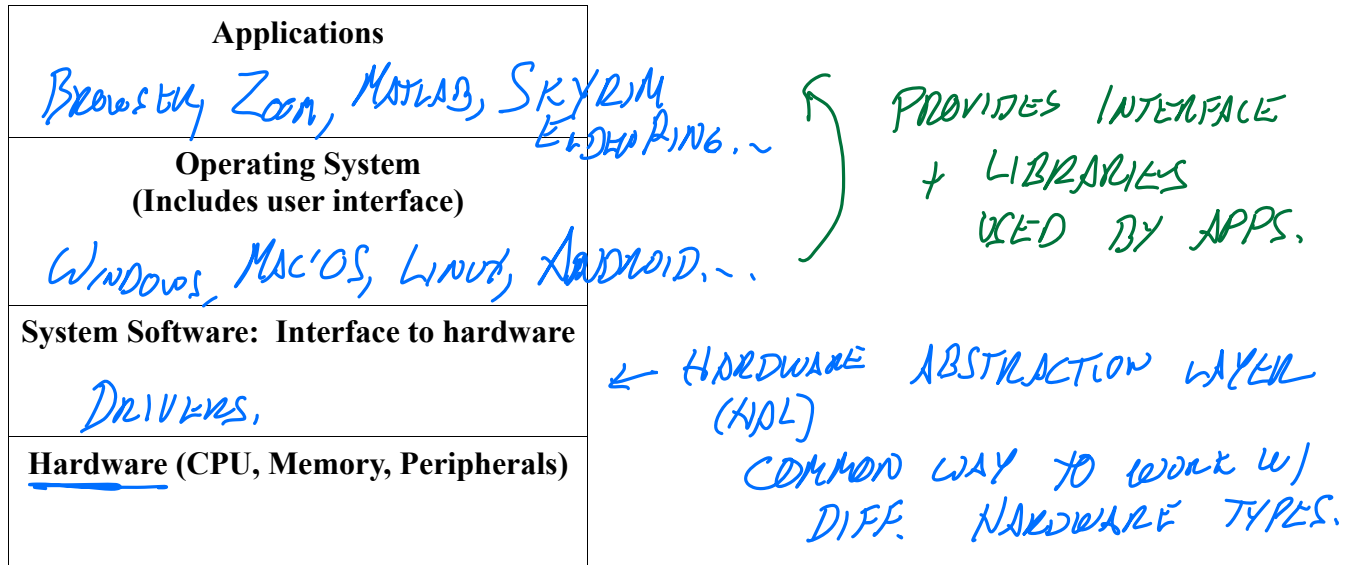 Applications
BROWSER, ZOOM, MATLAB, SKYRIM
ELDEN RING...
Operating System
(Includes user interface)
WINDOWS, MAC'OS, LINUX, ANDROID...
System Software:  Interface to hardware
DRIVERS.
Hardware (CPU, Memory, Peripherals)
PROVIDES INTERFACE
+ LIBRARIES
USED BY APPS.
← HARDWARE ABSTRACTION LAYER
(HAL)
COMMON WAY TO WORK W/
DIFF. HARDWARE TYPES.